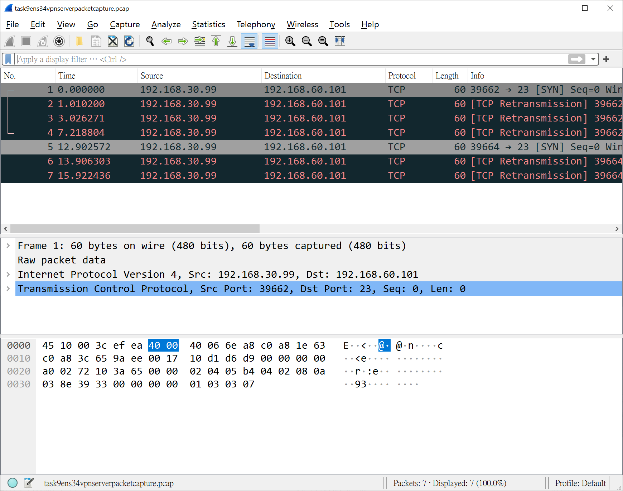 task9ens34vpnserverpacketcapture.pcap
File Edit View Go Capture Analyze Statistics Telephony Wireless Tools Help
Apply a display filter ··· <Ctrl-/>
No. Time Source Destination Protocol Length Info
1 0.000000 192.168.30.99 192.168.60.101 TCP 60 39662 → 23 [SYN] Seq=0 Win
2 1.010200 192.168.30.99 192.168.60.101 TCP 60 [TCP Retransmission] 39662
3 3.026271 192.168.30.99 192.168.60.101 TCP 60 [TCP Retransmission] 39662
4 7.218804 192.168.30.99 192.168.60.101 TCP 60 [TCP Retransmission] 39662
5 12.902572 192.168.30.99 192.168.60.101 TCP 60 39664 → 23 [SYN] Seq=0 Win
6 13.906303 192.168.30.99 192.168.60.101 TCP 60 [TCP Retransmission] 39664
7 15.922436 192.168.30.99 192.168.60.101 TCP 60 [TCP Retransmission] 39664
Frame 1: 60 bytes on wire (480 bits), 60 bytes captured (480 bits)
Raw packet data
Internet Protocol Version 4, Src: 192.168.30.99, Dst: 192.168.60.101
Transmission Control Protocol, Src Port: 39662, Dst Port: 23, Seq: 0, Len: 0
0000 45 10 00 3c ef ea 40 00 40 06 6e a8 c0 a8 1e 63 E··<··@· @·n····c
0010 c0 a8 3c 65 9a ee 00 17 10 d1 d6 d9 00 00 00 00 ··<e···· ········
0020 a0 02 72 10 3a 65 00 00 02 04 05 b4 04 02 08 0a ··r·:e·· ········
0030 03 8e 39 33 00 00 00 00 01 03 03 07 ··93···· ····
task9ens34vpnserverpacketcapture.pcap Packets: 7 · Displayed: 7 (100.0%) Profile: Default